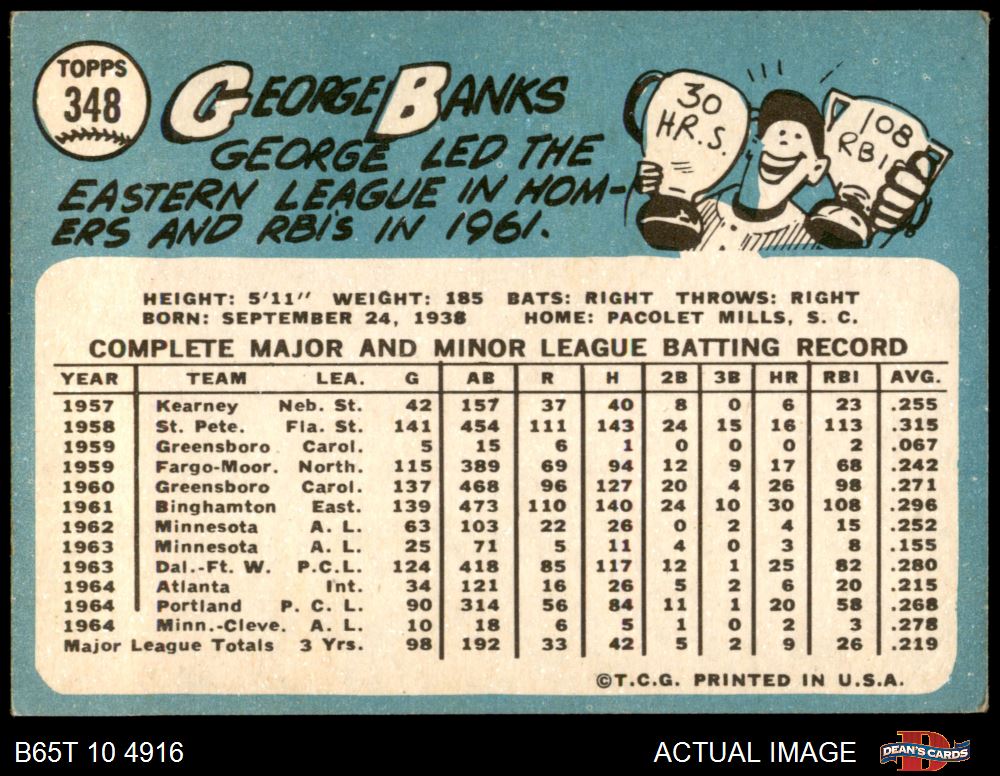 TOPPS
348
GEORGE BANKS
GEORGE LED THE
EASTERN LEAGUE IN HOM-
ERS AND RBI's IN 1961.
30
HR.S.
108
RBI
HEIGHT: 5'11" WEIGHT: 185 BATS: RIGHT THROWS: RIGHT
BORN: SEPTEMBER 24, 1938 HOME: PACOLET MILLS, S. C.
COMPLETE MAJOR AND MINOR LEAGUE BATTING RECORD
YEAR TEAM LEA. G AB R H 2B 3B HR RBI AVG.
1957 Kearney Neb. St. 42 157 37 40 8 0 6 23 .255
1958 St. Pete. Fla. St. 141 454 111 143 24 15 16 113 .315
1959 Greensboro Carol. 5 15 6 1 0 0 0 2 .067
1959 Fargo-Moor. North. 115 389 69 94 12 9 17 68 .242
1960 Greensboro Carol. 137 468 96 127 20 4 26 98 .271
1961 Binghamton East. 139 473 110 140 24 10 30 108 .296
1962 Minnesota A. L. 63 103 22 26 0 2 4 15 .252
1963 Minnesota A. L. 25 71 5 11 4 0 3 8 .155
1963 Dal.-Ft. W. P.C.L. 124 418 85 117 12 1 25 82 .280
1964 Atlanta Int. 34 121 16 26 5 2 6 20 .215
1964 Portland P. C. L. 90 314 56 84 11 1 20 58 .268
1964 Minn.-Cleve. A. L. 10 18 6 5 1 0 2 3 .278
Major League Totals 3 Yrs. 98 192 33 42 5 2 9 26 .219
©T.C.G. PRINTED IN U.S.A.
B65T 10 4916 ACTUAL IMAGE DEAN'S CARDS